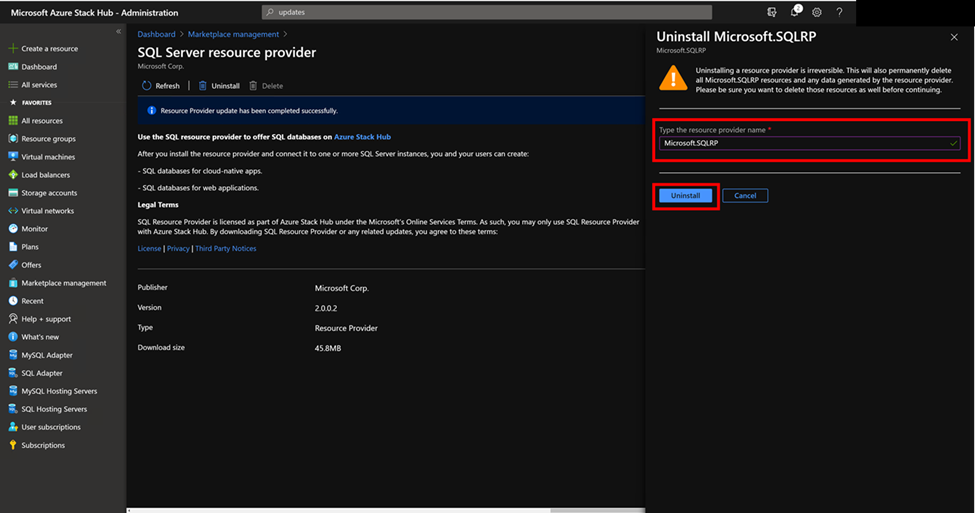 Microsoft Azure Stack Hub - Administration
updates
2
Create a resource
Dashboard
All services
FAVORITES
All resources
Resource groups
Virtual machines
Load balancers
Storage accounts
Virtual networks
Monitor
Plans
Offers
Marketplace management
Recent
Help + support
What's new
MySQL Adapter
SQL Adapter
MySQL Hosting Servers
SQL Hosting Servers
User subscriptions
Subscriptions
Dashboard > Marketplace management >
SQL Server resource provider
Microsoft Corp.
Refresh | Uninstall Delete
Resource Provider update has been completed successfully.
Use the SQL resource provider to offer SQL databases on Azure Stack Hub
After you install the resource provider and connect it to one or more SQL Server instances, you and your users can create:
- SQL databases for cloud-native apps.
- SQL databases for web applications.
Legal Terms
SQL Resource Provider is licensed as part of Azure Stack Hub under the Microsoft's Online Services Terms. As such, you may only use SQL Resource Provider
with Azure Stack Hub. By downloading SQL Resource Provider or any related updates, you agree to these terms:
License | Privacy | Third Party Notices
Publisher Microsoft Corp.
Version 2.0.0.2
Type Resource Provider
Download size 45.8MB
Uninstall Microsoft.SQLRP
Microsoft.SQLRP
Uninstalling a resource provider is irreversible. This will also permanently delete
all Microsoft.SQLRP resources and any data generated by the resource provider.
Please be sure you want to delete those resources as well before continuing.
Type the resource provider name *
Microsoft.SQLRP
Uninstall Cancel